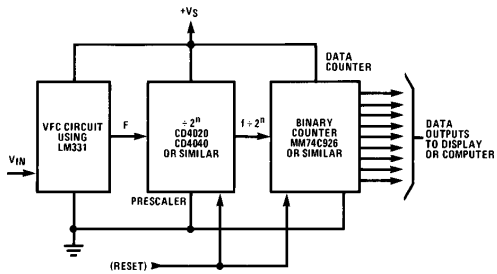 +VS
DATA
COUNTER
VFC CIRCUIT
USING
LM331
F
÷2ⁿ
CD4020
CD4040
OR SIMILAR
f÷2ⁿ
BINARY
COUNTER
MM74C926
OR SIMILAR
DATA
OUTPUTS
TO DISPLAY
OR COMPUTER
VIN
PRESCALER
(RESET)